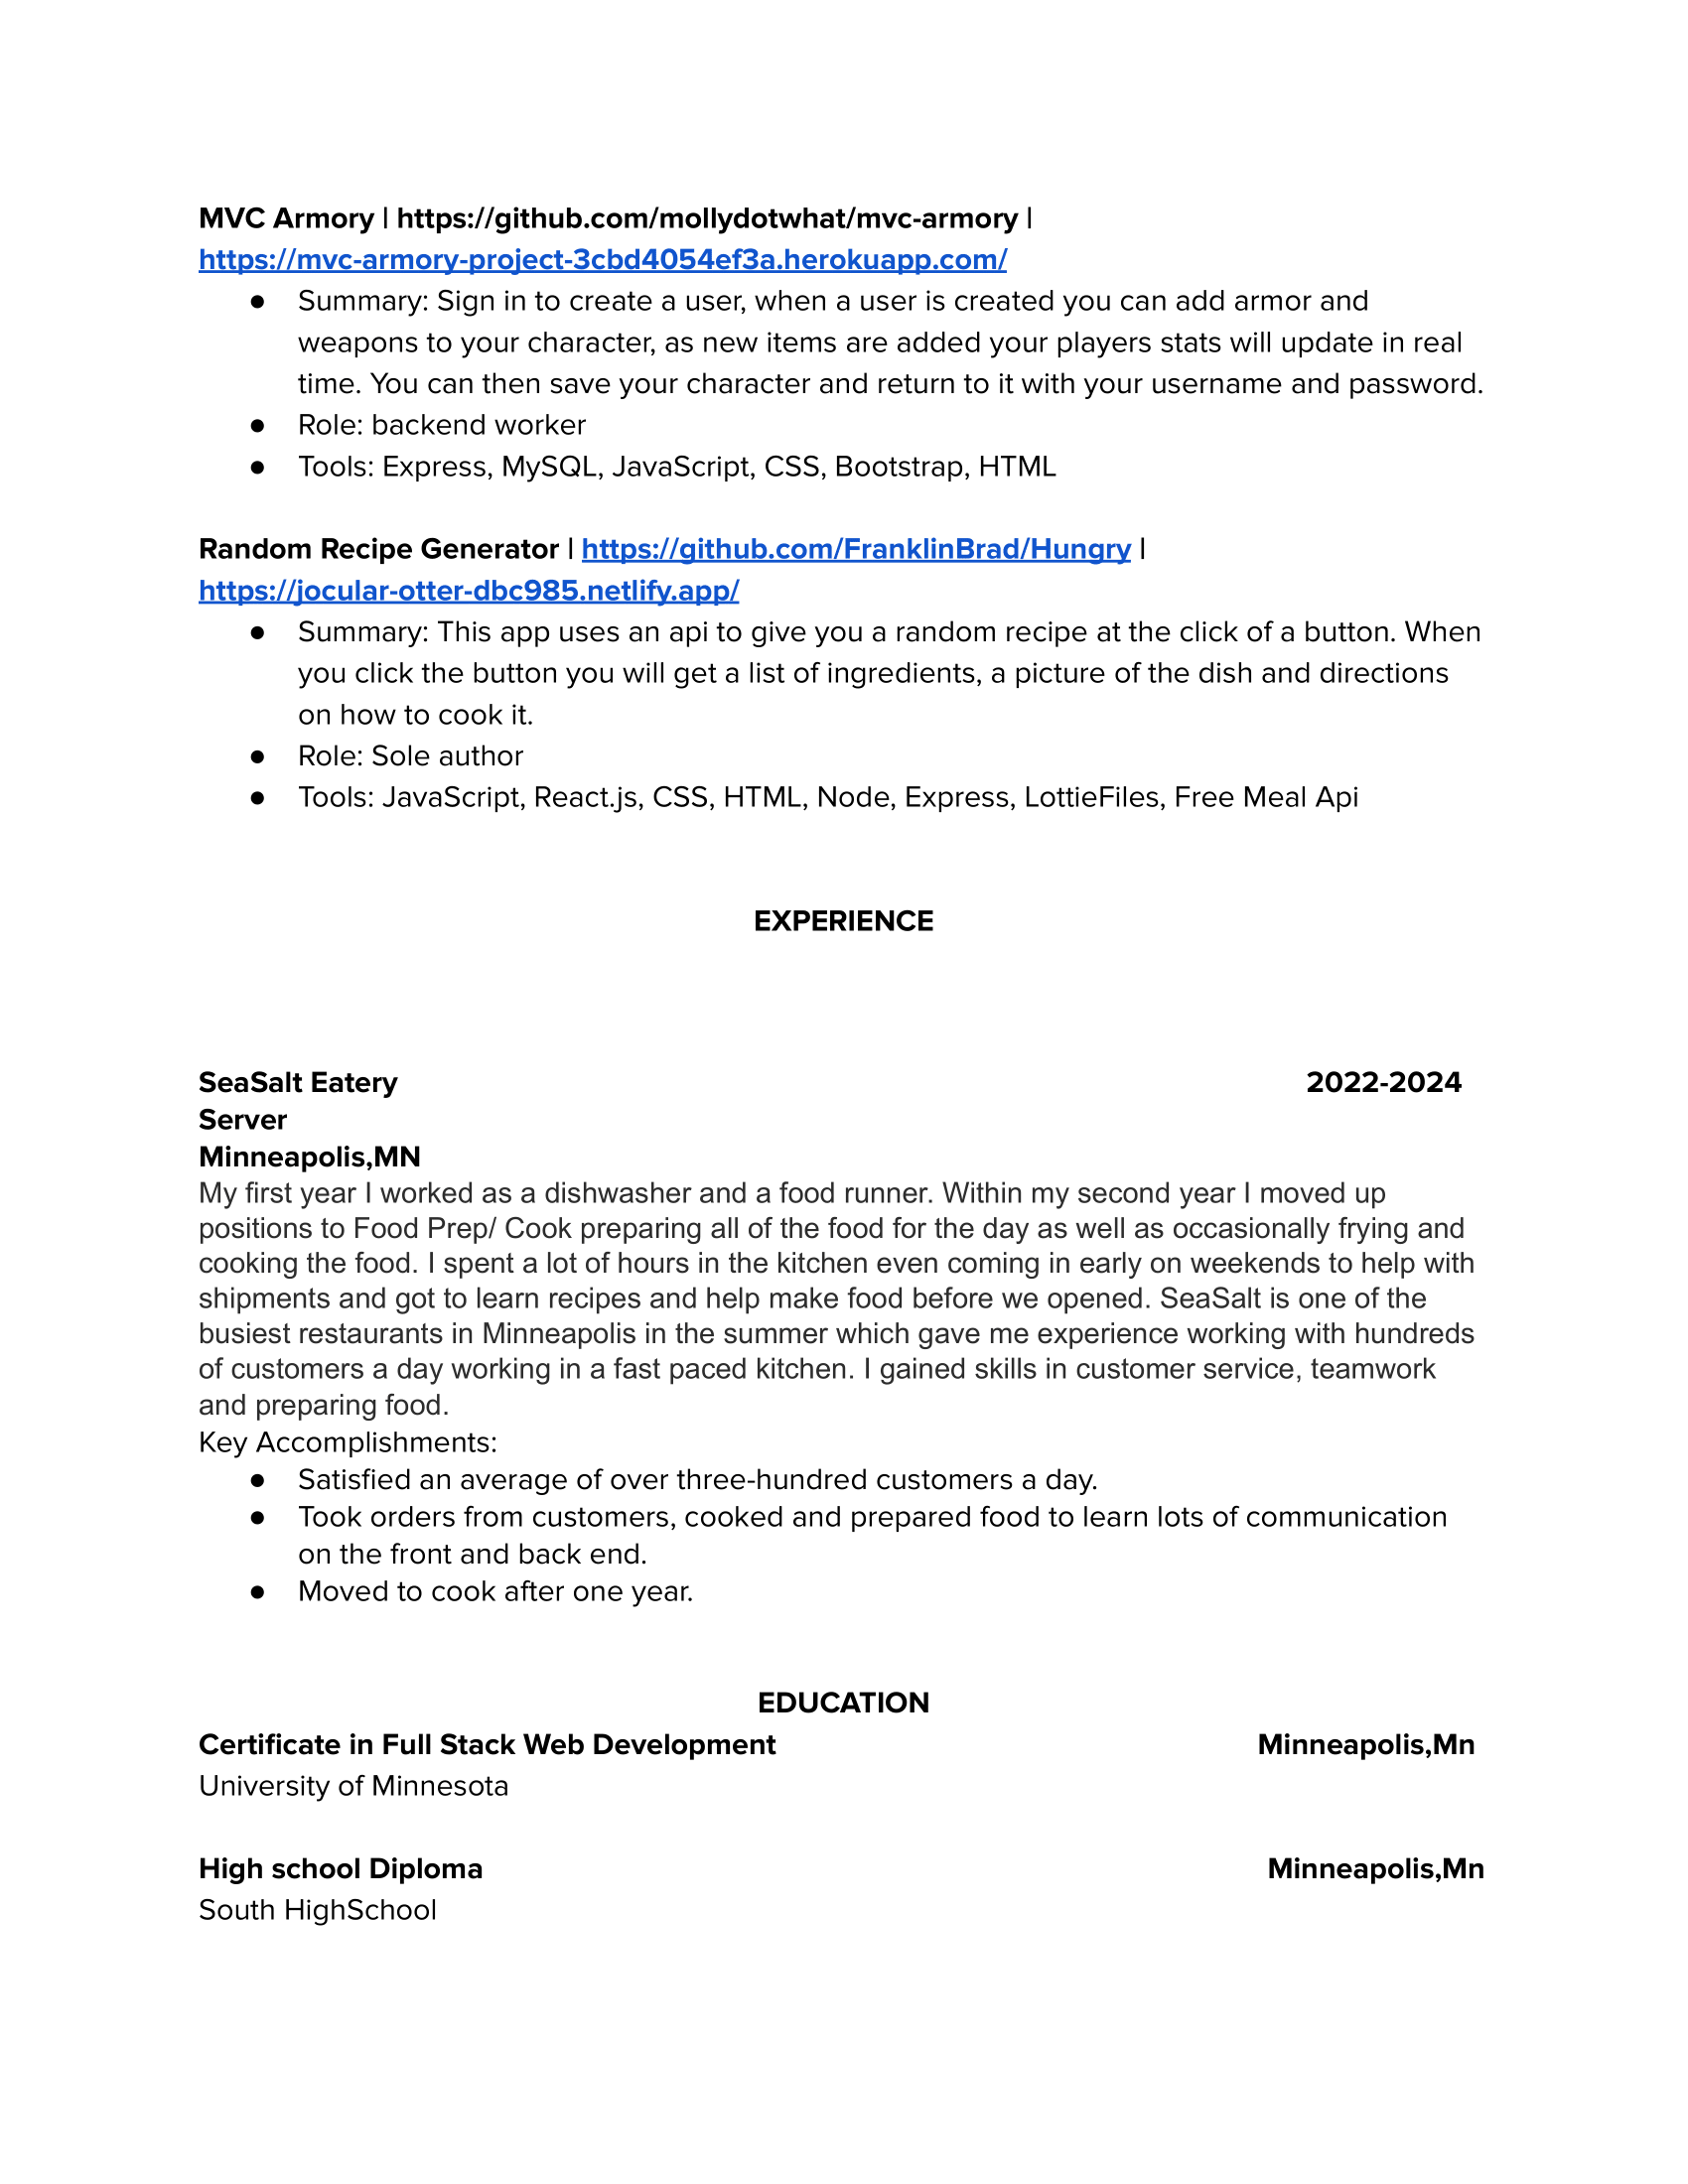 MVC Armory | https://github.com/mollydotwhat/mvc-armory |
https://mvc-armory-project-3cbd4054ef3a.herokuapp.com/
● Summary: Sign in to create a user, when a user is created you can add armor and
weapons to your character, as new items are added your players stats will update in real
time. You can then save your character and return to it with your username and password.
● Role: backend worker
● Tools: Express, MySQL, JavaScript, CSS, Bootstrap, HTML
Random Recipe Generator | https://github.com/FranklinBrad/Hungry |
https://jocular-otter-dbc985.netlify.app/
● Summary: This app uses an api to give you a random recipe at the click of a button. When
you click the button you will get a list of ingredients, a picture of the dish and directions
on how to cook it.
● Role: Sole author
● Tools: JavaScript, React.js, CSS, HTML, Node, Express, LottieFiles, Free Meal Api
EXPERIENCE
SeaSalt Eatery 2022-2024
Server
Minneapolis,MN
My first year I worked as a dishwasher and a food runner. Within my second year I moved up
positions to Food Prep/ Cook preparing all of the food for the day as well as occasionally frying and
cooking the food. I spent a lot of hours in the kitchen even coming in early on weekends to help with
shipments and got to learn recipes and help make food before we opened. SeaSalt is one of the
busiest restaurants in Minneapolis in the summer which gave me experience working with hundreds
of customers a day working in a fast paced kitchen. I gained skills in customer service, teamwork
and preparing food.
Key Accomplishments:
● Satisfied an average of over three-hundred customers a day.
● Took orders from customers, cooked and prepared food to learn lots of communication
on the front and back end.
● Moved to cook after one year.
EDUCATION
Certificate in Full Stack Web Development Minneapolis,Mn
University of Minnesota
High school Diploma Minneapolis,Mn
South HighSchool